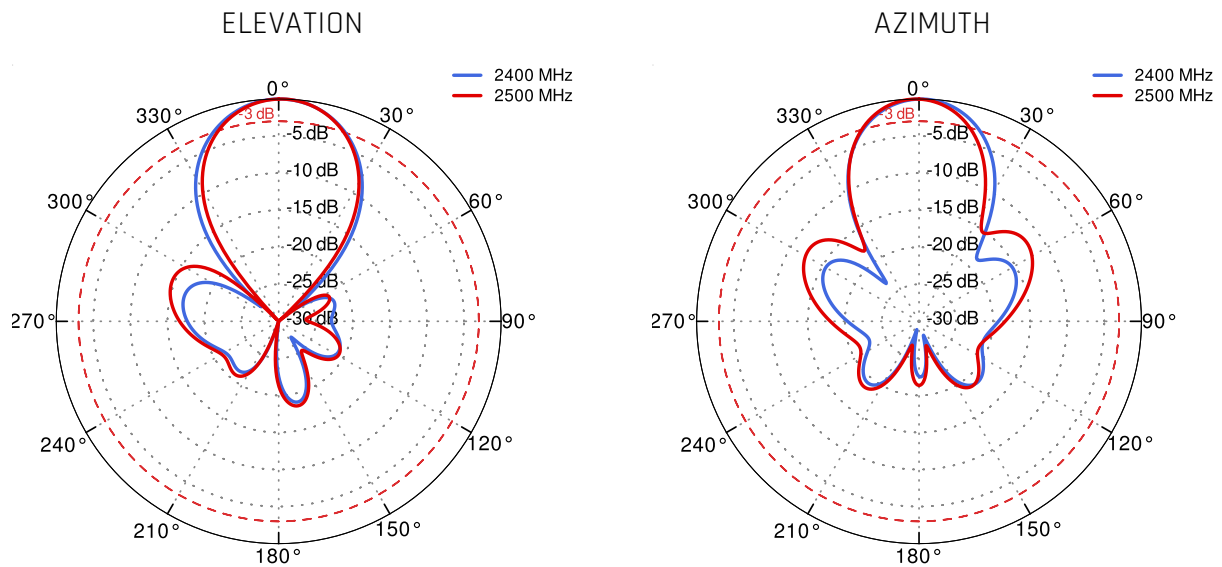 ELEVATION
2400 MHz
2500 MHz
0°
330°
-3 dB
30°
-5 dB
-10 dB
300°
60°
-15 dB
-20 dB
-25 dB
270°
-30 dB
90°
240°
120°
210°
150°
180°
AZIMUTH
2400 MHz
2500 MHz
0°
330°
-3 dB
30°
-5 dB
-10 dB
300°
60°
-15 dB
-20 dB
-25 dB
270°
-30 dB
90°
240°
120°
210°
150°
180°